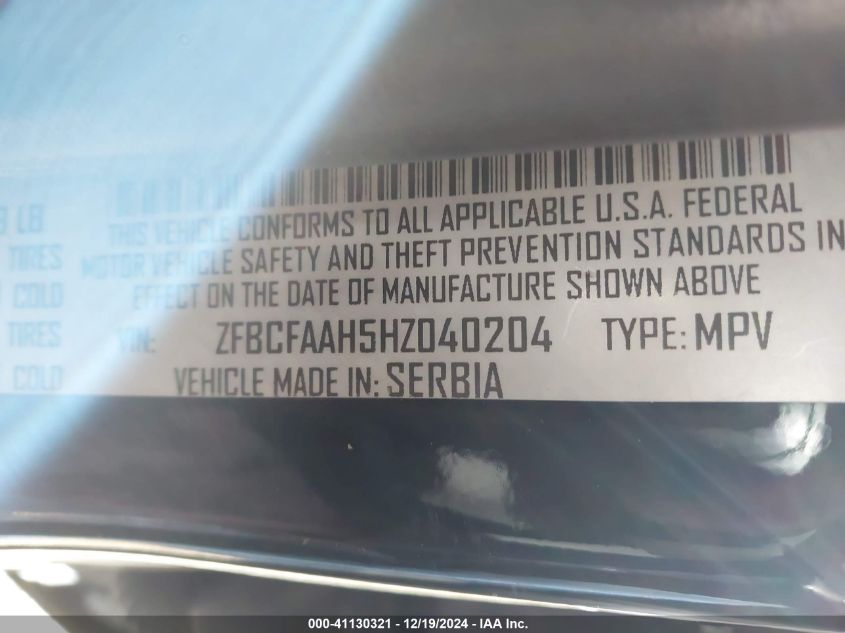 LB
THIS VEHICLE CONFORMS TO ALL APPLICABLE U.S.A. FEDERAL
TIRES
MOTOR VEHICLE SAFETY AND THEFT PREVENTION STANDARDS IN
COLD
EFFECT ON THE DATE OF MANUFACTURE SHOWN ABOVE
TIRES
VIN: ZFBCFAAH5HZ040204 TYPE: MPV
COLD
VEHICLE MADE IN: SERBIA
000-41130321 - 12/19/2024 - IAA Inc.